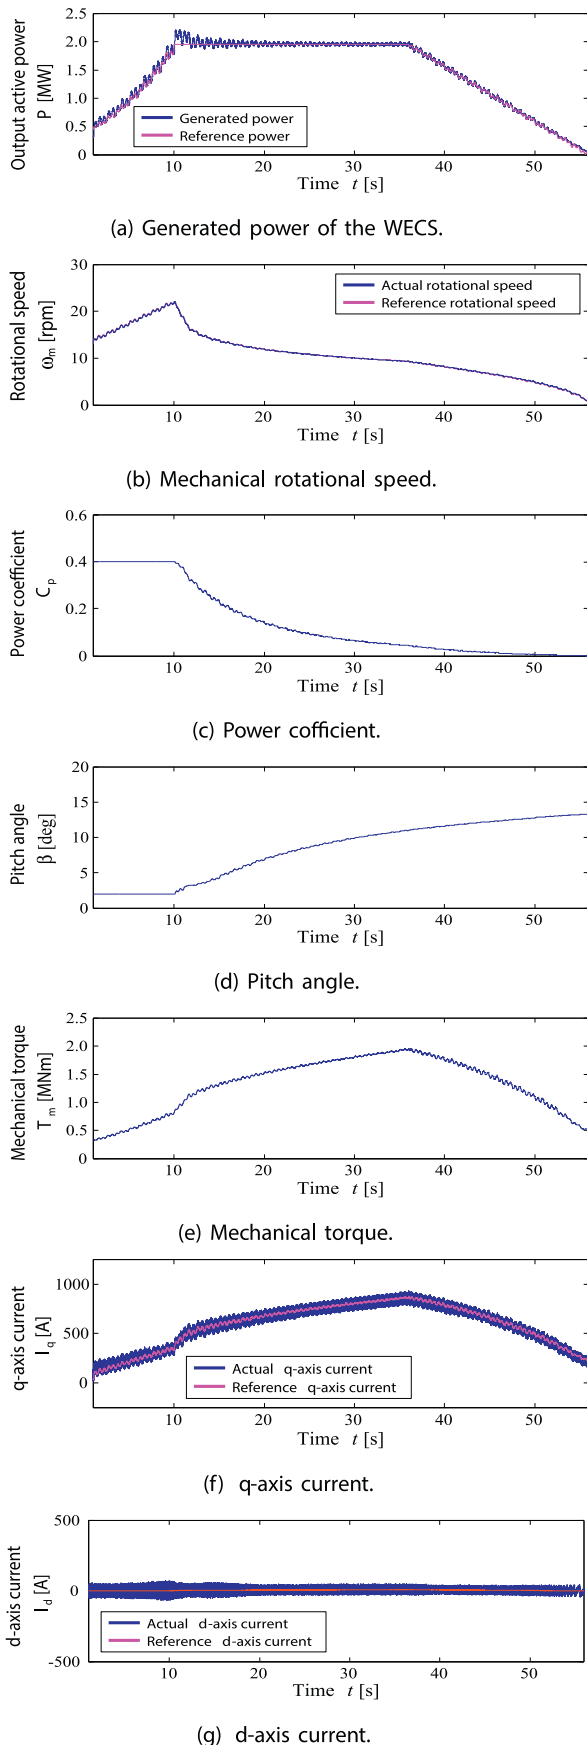 Output active power
P [MW]
2.5
2.0
1.5
1.0
0.5
0
Generated power
Reference power
10
20
30
40
50
Time t [s]
(a) Generated power of the WECS.
Rotational speed
ωm [rpm]
30
20
10
0
Actual rotational speed
Reference rotational speed
10
20
30
40
50
Time t [s]
(b) Mechanical rotational speed.
Power coefficient
Cp
0.6
0.4
0.2
0
10
20
30
40
50
Time t [s]
(c) Power cofficient.
Pitch angle
β [deg]
20
15
10
5
0
10
20
30
40
50
Time t [s]
(d) Pitch angle.
Mechanical torque
Tm [MNm]
2.5
2.0
1.5
1.0
0.5
0
10
20
30
40
50
Time t [s]
(e) Mechanical torque.
q-axis current
Iq [A]
1000
500
0
Actual q-axis current
Reference q-axis current
10
20
30
40
50
Time t [s]
(f) q-axis current.
d-axis current
Id [A]
500
0
-500
Actual d-axis current
Reference d-axis current
10
20
30
40
50
Time t [s]
(g) d-axis current.